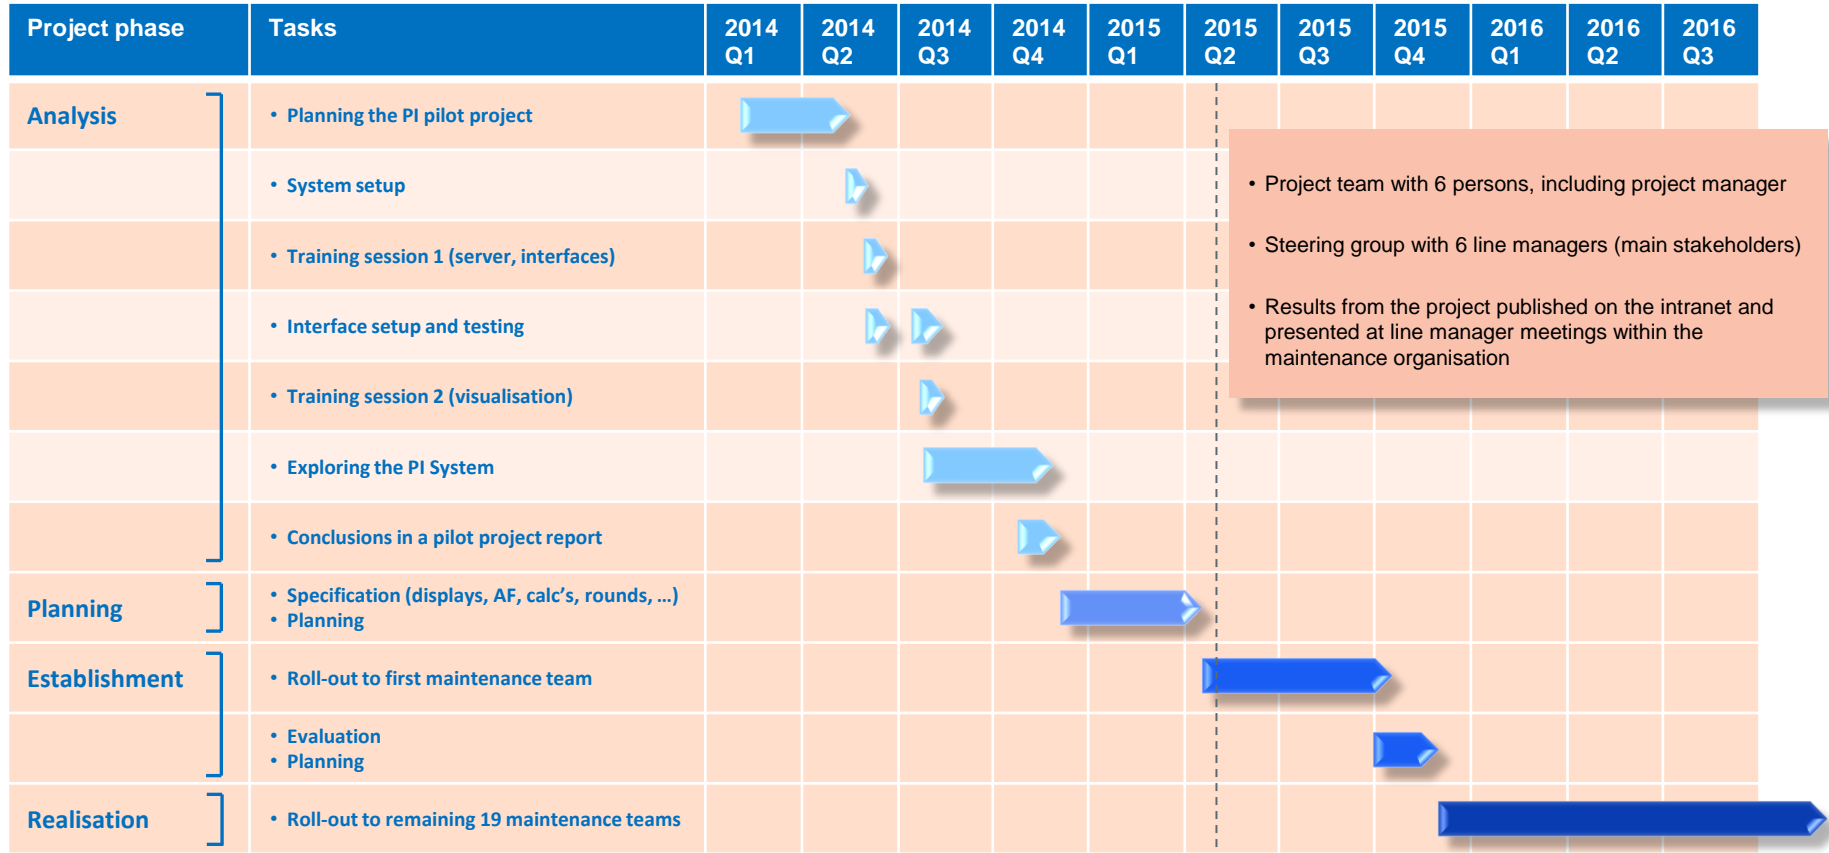 Project phase
Tasks
2014 Q1
2014 Q2
2014 Q3
2014 Q4
2015 Q1
2015 Q2
2015 Q3
2015 Q4
2016 Q1
2016 Q2
2016 Q3
Analysis
• Planning the PI pilot project
• System setup
• Training session 1 (server, interfaces)
• Interface setup and testing
• Training session 2 (visualisation)
• Exploring the PI System
• Conclusions in a pilot project report
• Project team with 6 persons, including project manager
• Steering group with 6 line managers (main stakeholders)
• Results from the project published on the intranet and
presented at line manager meetings within the
maintenance organisation
Planning
• Specification (displays, AF, calc’s, rounds, …)
• Planning
Establishment
• Roll-out to first maintenance team
• Evaluation
• Planning
Realisation
• Roll-out to remaining 19 maintenance teams